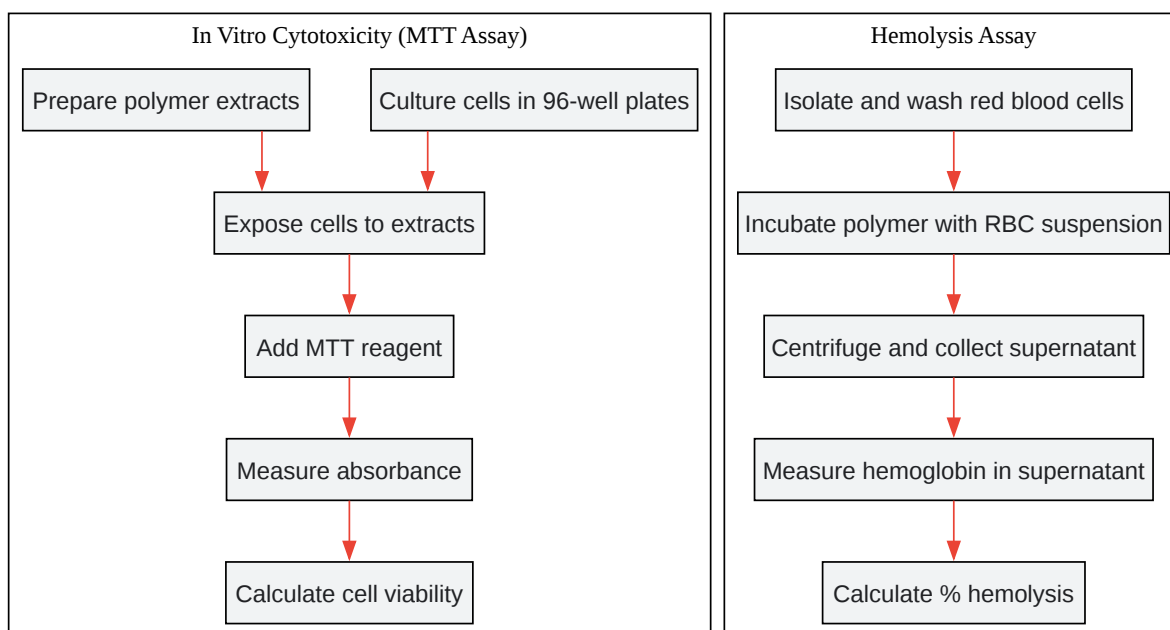 In Vitro Cytotoxicity (MTT Assay)
Prepare polymer extracts
Culture cells in 96-well plates
Expose cells to extracts
Add MTT reagent
Measure absorbance
Calculate cell viability
Hemolysis Assay
Isolate and wash red blood cells
Incubate polymer with RBC suspension
Centrifuge and collect supernatant
Measure hemoglobin in supernatant
Calculate % hemolysis